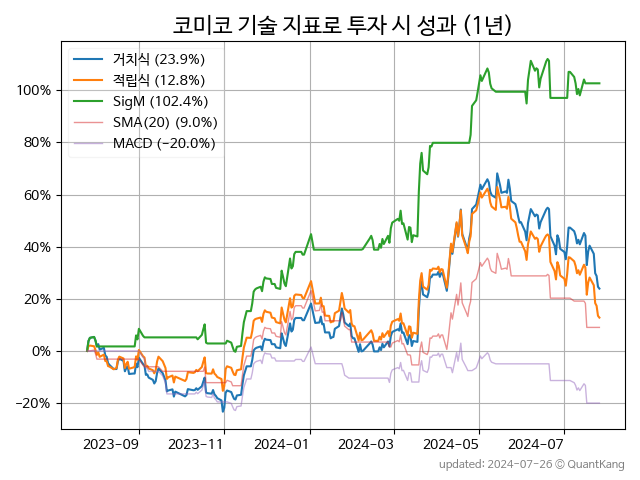 코미코 기술 지표로 투자 시 성과 (1년)
거치식 (23.9%)
적립식 (12.8%)
SigM (102.4%)
SMA(20) (9.0%)
MACD (−20.0%)
100%
80%
60%
40%
20%
0%
−20%
2023−09 2023−11 2024−01 2024−03 2024−05 2024−07
updated: 2024-07-26 © QuantKang